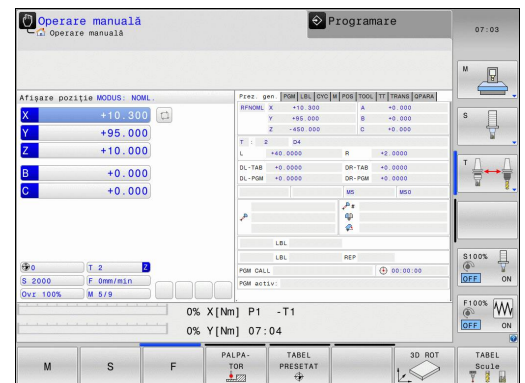 Operare manuală
Operare manuală
Programare
07:03
Afişare poziţie MODUS: NOML.
X +10.300
Y +95.000
Z +10.000
B +0.000
C +0.000
0 T 2 Z
S 2000 F 0mm/min
Ovr 100% M 5/9
Prez. gen. PGM LBL CYC M POS TOOL TT TRANS QPARA
RFNOML X +10.300 A +0.000
Y +95.000 B +0.000
Z -450.000 C +0.000
T : 2 D4
L +40.0000 R +2.0000
DL-TAB +0.0000 DR-TAB +0.0000
DL-PGM +0.0000 DR-PGM +0.0000
M5 M50
P#
P
LBL
LBL REP
PGM CALL 00:00:00
PGM activ:
0% X[Nm] P1 -T1
0% Y[Nm] 07:04
M
S
T
S100%
OFF ON
F100%
OFF ON
M
S
F
PALPA-
TOR
TABEL
PRESETAT
3D ROT
TABEL
Scule